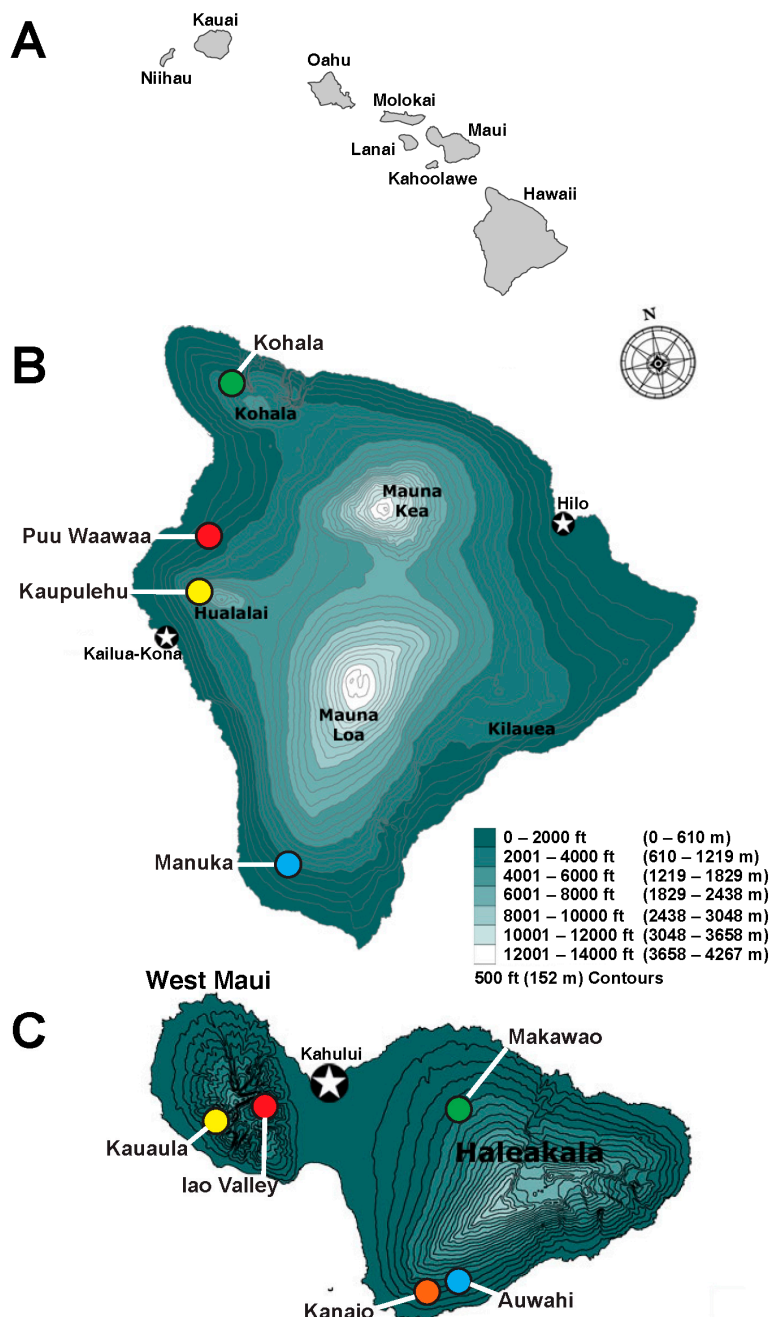 A
Kauai
Niihau
Oahu
Molokai
Maui
Lanai
Kahoolawe
Hawaii
N
B
Kohala
Kohala
Mauna
Kea
Hilo
Puu Waawaa
Kaupulehu
Hualalai
Kailua-Kona
Mauna
Loa
Kilauea
Manuka
0 – 2000 ft (0 – 610 m)
2001 – 4000 ft (610 – 1219 m)
4001 – 6000 ft (1219 – 1829 m)
6001 – 8000 ft (1829 – 2438 m)
8001 – 10000 ft (2438 – 3048 m)
10001 – 12000 ft (3048 – 3658 m)
12001 – 14000 ft (3658 – 4267 m)
500 ft (152 m) Contours
West Maui
C
Kahului
Makawao
Haleakala
Kauaula
Iao Valley
Auwahi
Kanaio